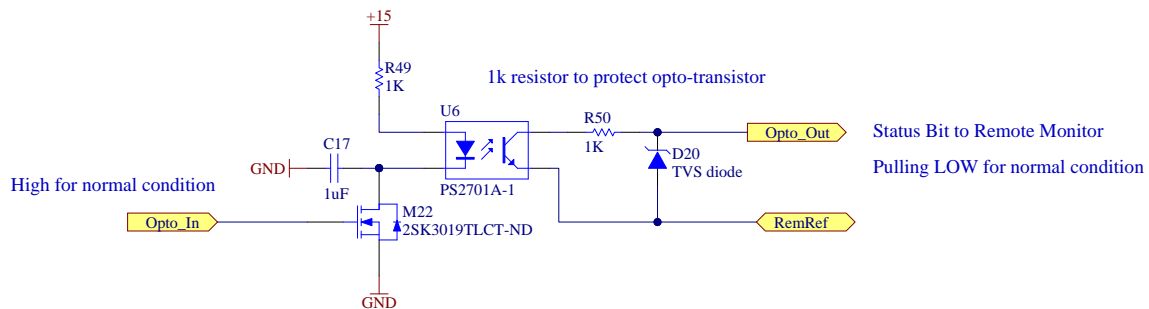 +15
R49
1K
1k resistor to protect opto-transistor
U6
R50
1K
Opto_Out
Status Bit to Remote Monitor
C17
GND
1uF
PS2701A-1
D20
TVS diode
Pulling LOW for normal condition
High for normal condition
Opto_In
M22
2SK3019TLCT-ND
RemRef
GND